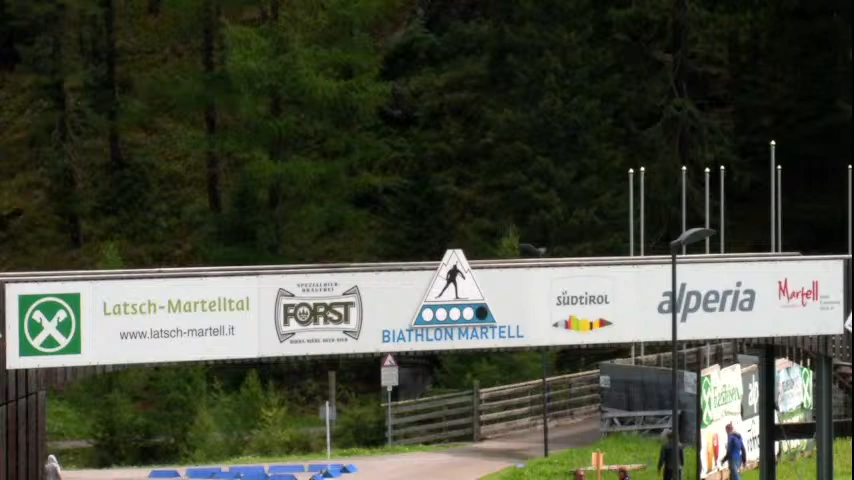 Latsch-Martelltal
www.latsch-martell.it
SPEZIALBIER-
BRAUEREI
FORST
BIATHLON MARTELL
SÜDTIROL
alperia
Martell